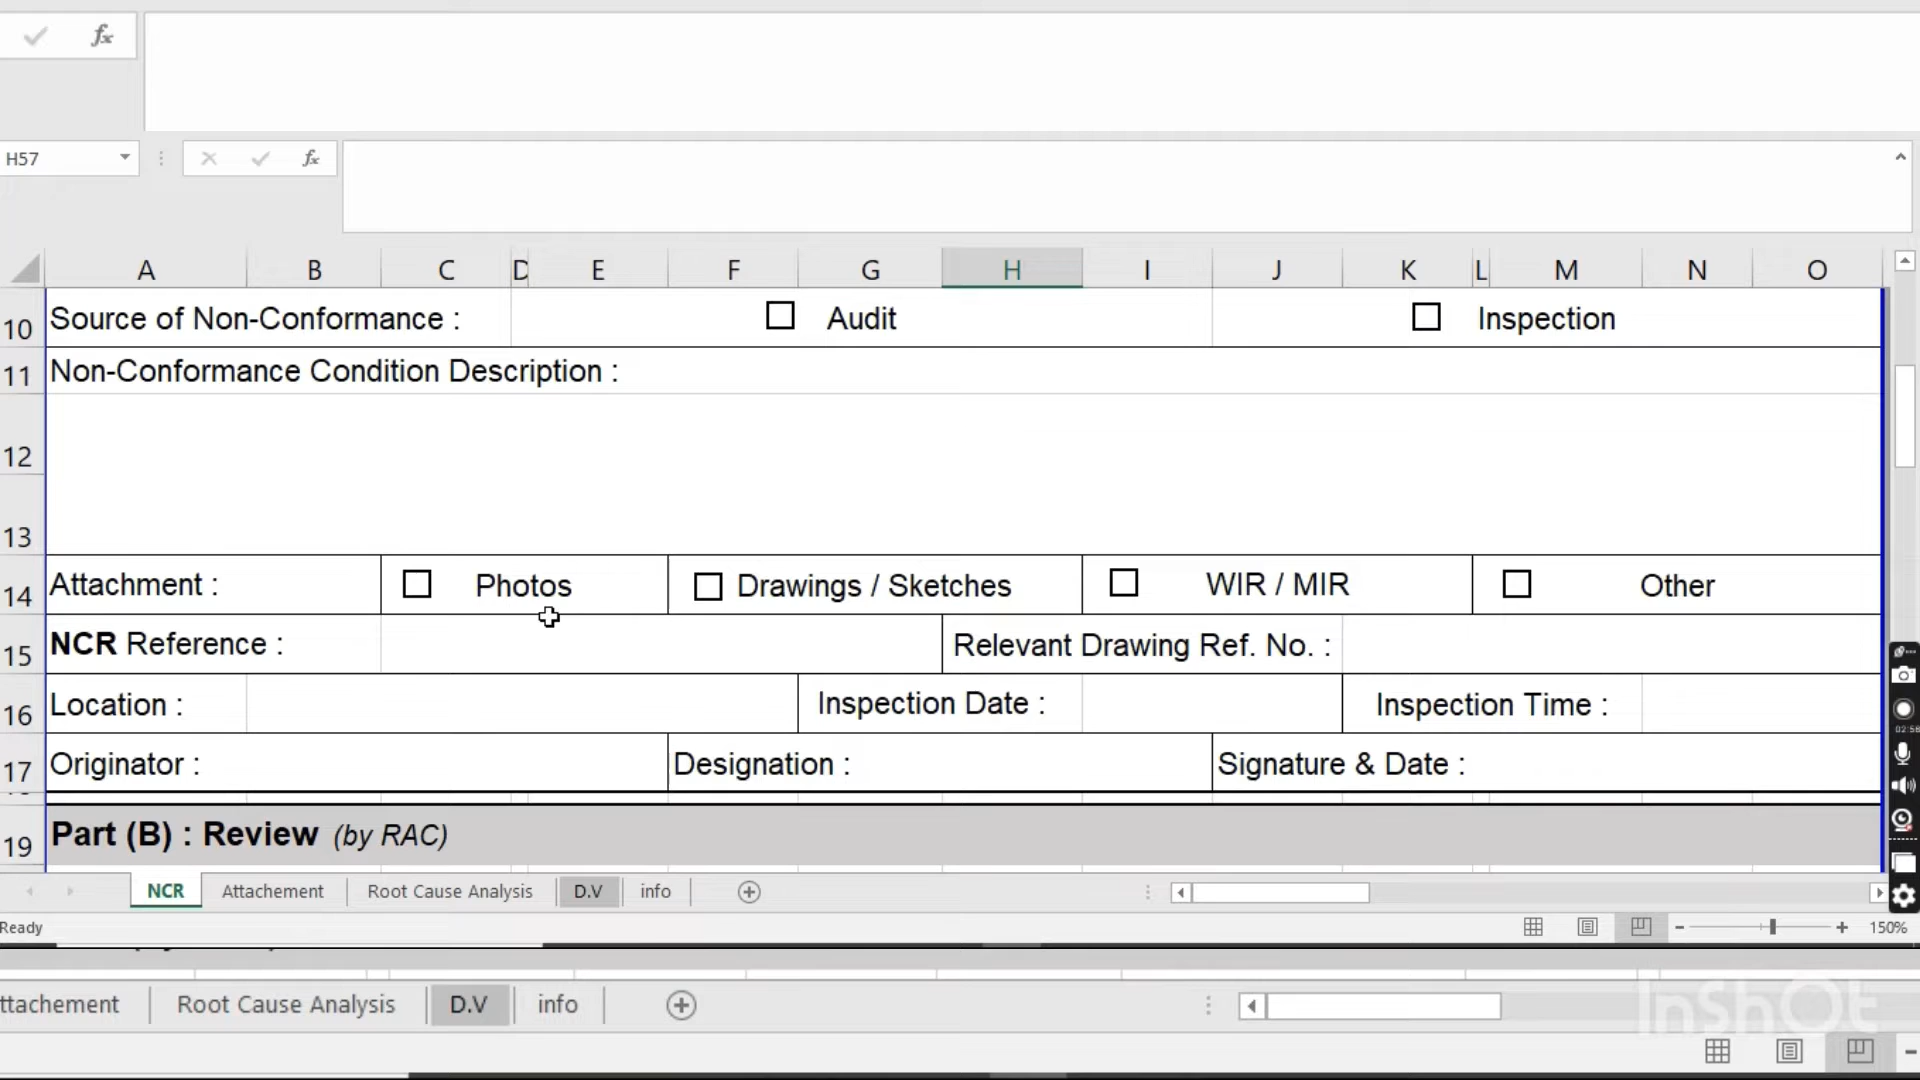 fx
H57
fx
A B C D E F G H I J K L M N O
10 Source of Non-Conformance : Audit Inspection
11 Non-Conformance Condition Description :
12
13
14 Attachment : Photos Drawings / Sketches WIR / MIR Other
15 NCR Reference : Relevant Drawing Ref. No. :
16 Location : Inspection Date : Inspection Time :
17 Originator : Designation : Signature & Date :
19 Part (B) : Review (by RAC)
NCR Attachement Root Cause Analysis D.V info
Ready 150%
ttachement Root Cause Analysis D.V info
InShOt